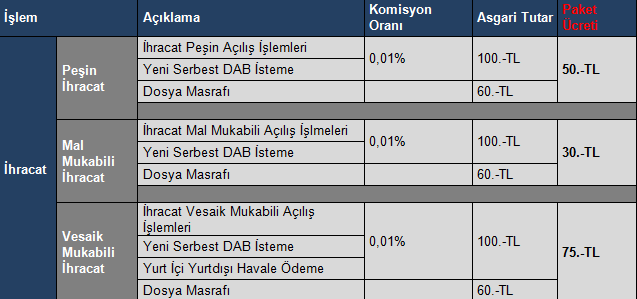 İşlem
Açıklama
Komisyon
Oranı
Asgari Tutar
Paket
Ücreti
İhracat
Peşin
İhracat
İhracat Peşin Açılış İşlemleri
0,01%
100.-TL
50.-TL
Yeni Serbest DAB İsteme
Dosya Masrafı
60.-TL
Mal
Mukabili
İhracat
İhracat Mal Mukabili Açılış İşlmeleri
0,01%
100.-TL
30.-TL
Yeni Serbest DAB İsteme
Dosya Masrafı
60.-TL
Vesaik
Mukabili
İhracat
İhracat Vesaik Mukabili Açılış
İşlemleri
0,01%
100.-TL
75.-TL
Yeni Serbest DAB İsteme
Yurt İçi Yurtdışı Havale Ödeme
Dosya Masrafı
60.-TL